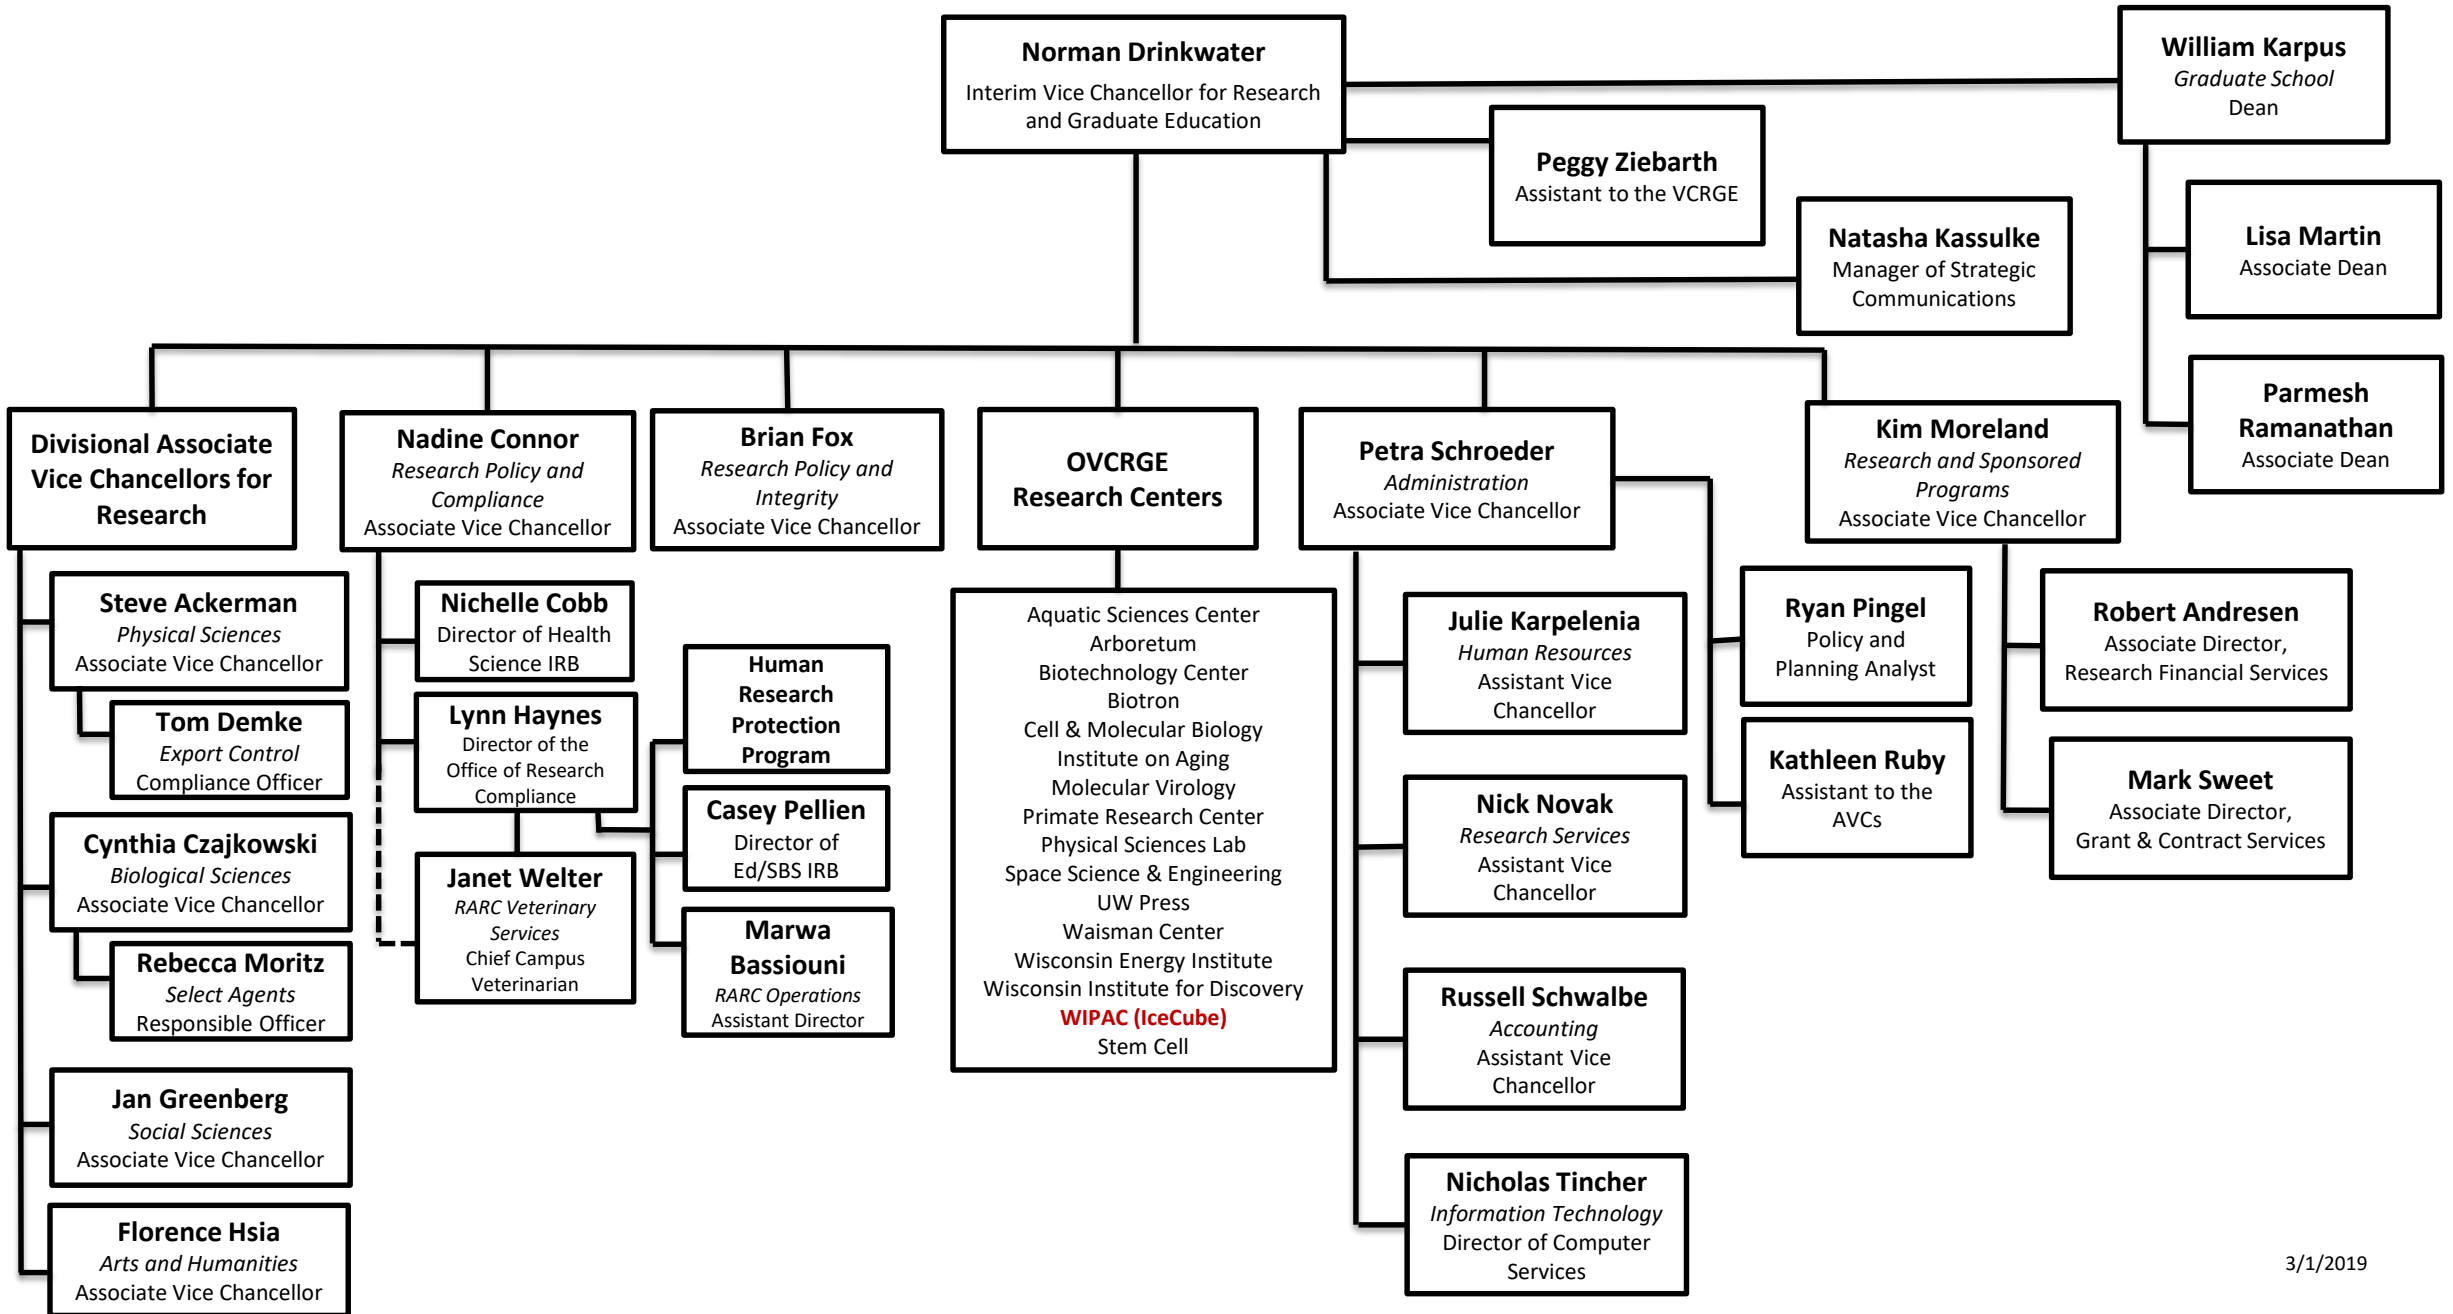 Norman Drinkwater
Interim Vice Chancellor for Research
and Graduate Education
William Karpus
Graduate School
Dean
Peggy Ziebarth
Assistant to the VCRGE
Natasha Kassulke
Manager of Strategic
Communications
Lisa Martin
Associate Dean
Parmesh
Ramanathan
Associate Dean
Divisional Associate
Vice Chancellors for
Research
Steve Ackerman
Physical Sciences
Associate Vice Chancellor
Tom Demke
Export Control
Compliance Officer
Cynthia Czajkowski
Biological Sciences
Associate Vice Chancellor
Rebecca Moritz
Select Agents
Responsible Officer
Jan Greenberg
Social Sciences
Associate Vice Chancellor
Florence Hsia
Arts and Humanities
Associate Vice Chancellor
Nadine Connor
Research Policy and
Compliance
Associate Vice Chancellor
Nichelle Cobb
Director of Health
Science IRB
Lynn Haynes
Director of the
Office of Research
Compliance
Janet Welter
RARC Veterinary
Services
Chief Campus
Veterinarian
Human
Research
Protection
Program
Casey Pellien
Director of
Ed/SBS IRB
Marwa
Bassiouni
RARC Operations
Assistant Director
Brian Fox
Research Policy and
Integrity
Associate Vice Chancellor
OVCRGE
Research Centers
Aquatic Sciences Center
Arboretum
Biotechnology Center
Biotron
Cell & Molecular Biology
Institute on Aging
Molecular Virology
Primate Research Center
Physical Sciences Lab
Space Science & Engineering
UW Press
Waisman Center
Wisconsin Energy Institute
Wisconsin Institute for Discovery
WIPAC (IceCube)
Stem Cell
Petra Schroeder
Administration
Associate Vice Chancellor
Julie Karpelenia
Human Resources
Assistant Vice
Chancellor
Nick Novak
Research Services
Assistant Vice
Chancellor
Russell Schwalbe
Accounting
Assistant Vice
Chancellor
Nicholas Tincher
Information Technology
Director of Computer
Services
Ryan Pingel
Policy and
Planning Analyst
Kathleen Ruby
Assistant to the
AVCs
Kim Moreland
Research and Sponsored
Programs
Associate Vice Chancellor
Robert Andresen
Associate Director,
Research Financial Services
Mark Sweet
Associate Director,
Grant & Contract Services
3/1/2019